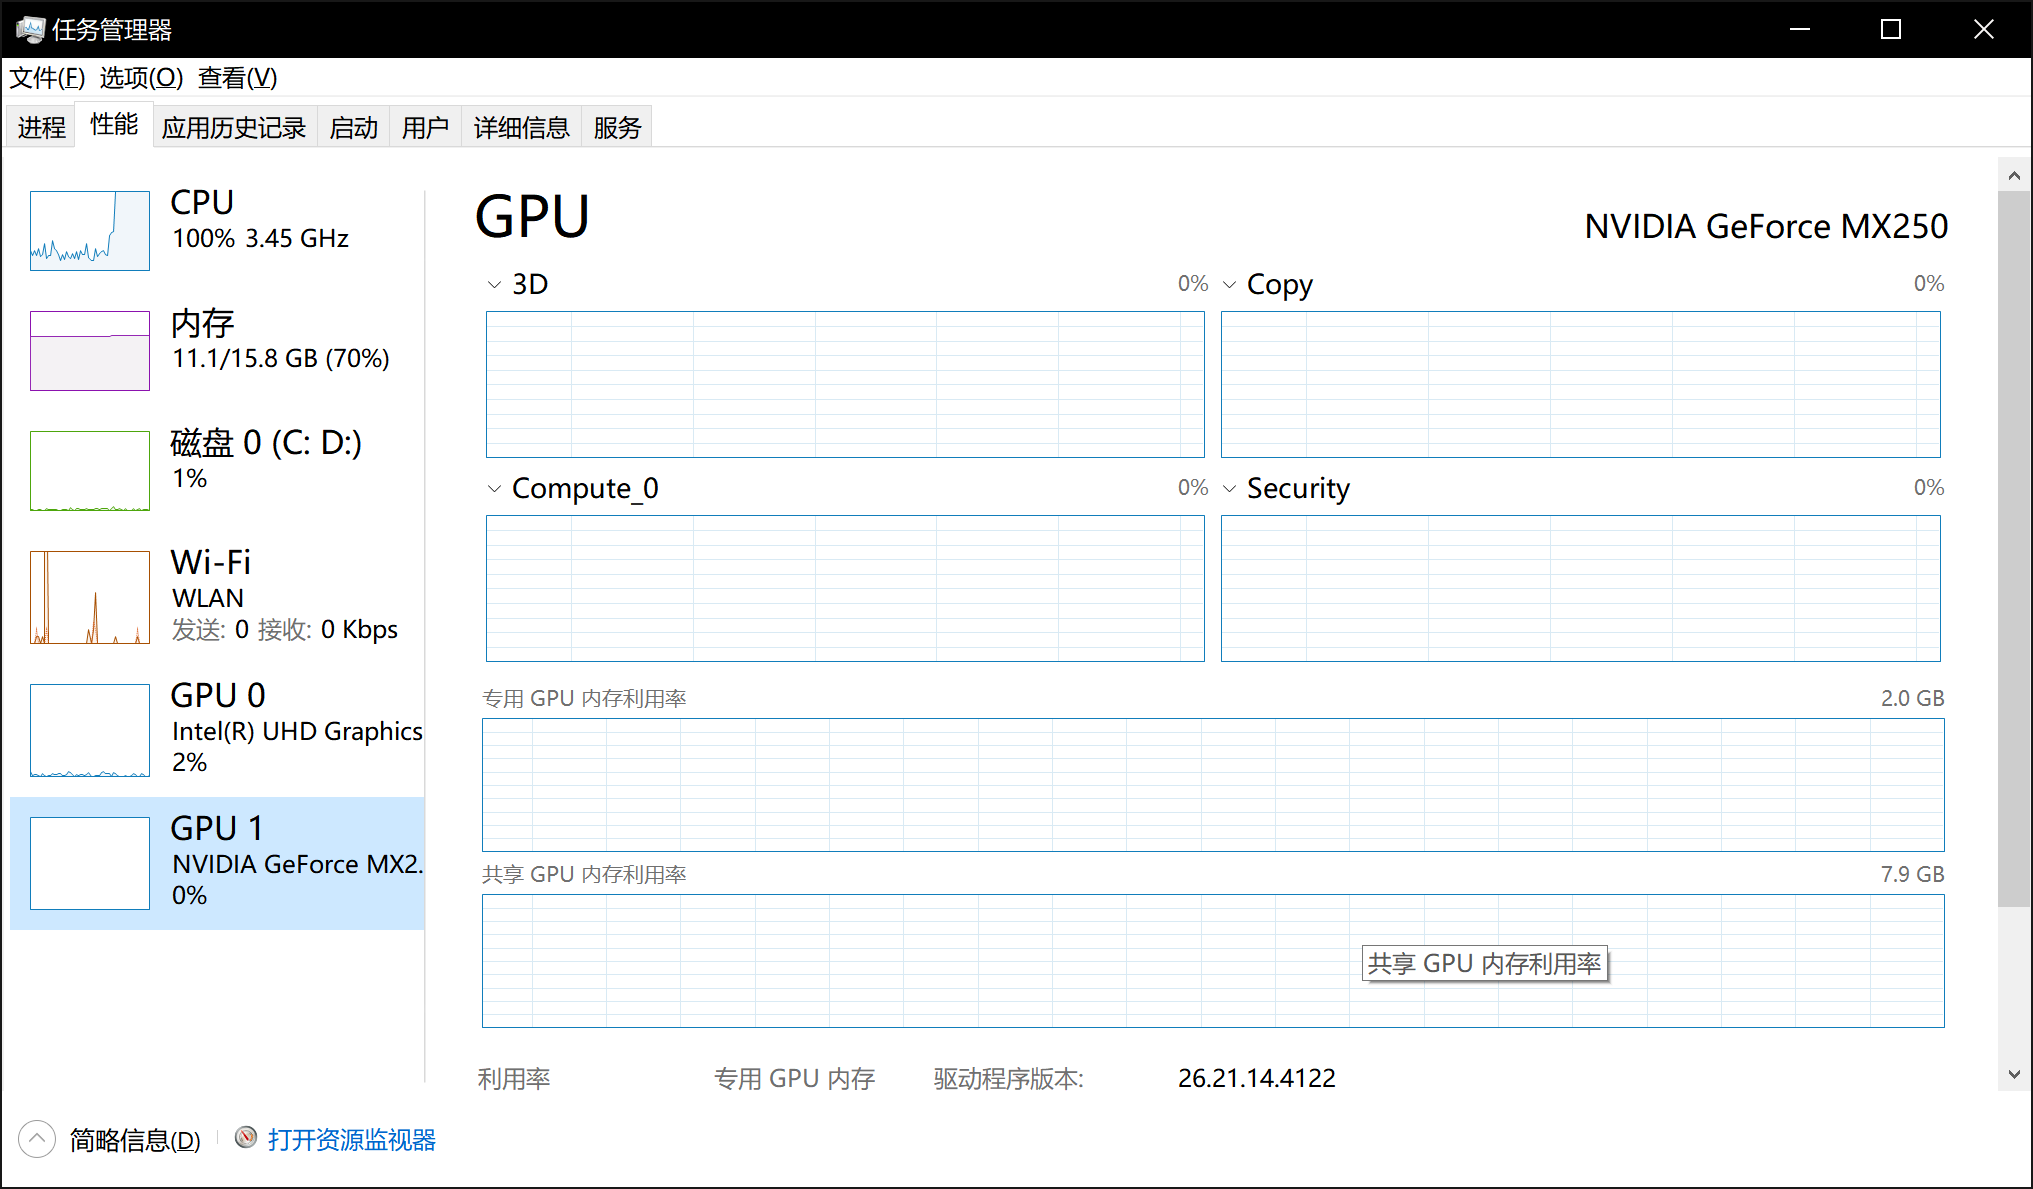 任务管理器
文件(F) 选项(O) 查看(V)
进程 性能 应用历史记录 启动 用户 详细信息 服务
CPU
100% 3.45 GHz
内存
11.1/15.8 GB (70%)
磁盘 0 (C: D:)
1%
Wi-Fi
WLAN
发送: 0 接收: 0 Kbps
GPU 0
Intel(R) UHD Graphics
2%
GPU 1
NVIDIA GeForce MX2.
0%
GPU
NVIDIA GeForce MX250
3D 0%
Copy 0%
Compute_0 0%
Security 0%
专用 GPU 内存利用率 2.0 GB
共享 GPU 内存利用率 7.9 GB
共享 GPU 内存利用率
利用率 专用 GPU 内存 驱动程序版本: 26.21.14.4122
简略信息(D) 打开资源监视器